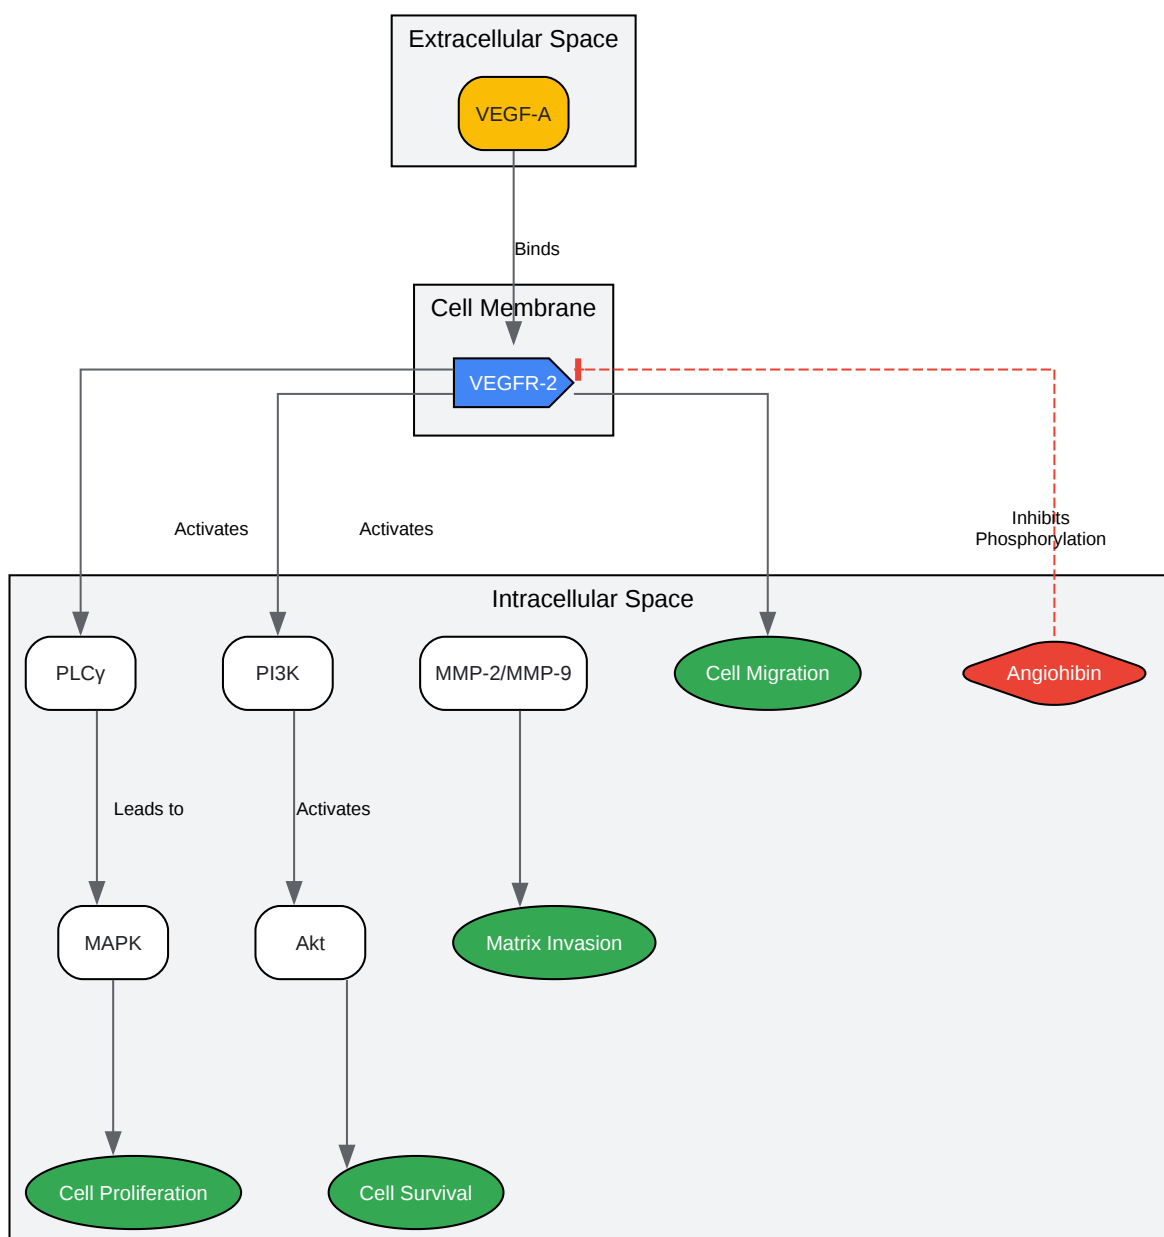 Extracellular Space
VEGF-A
Binds
Cell Membrane
VEGFR-2
Activates
Activates
Inhibits
Phosphorylation
Intracellular Space
PLCγ
PI3K
MMP-2/MMP-9
Cell Migration
Angiohibin
Leads to
Activates
MAPK
Akt
Matrix Invasion
Cell Proliferation
Cell Survival